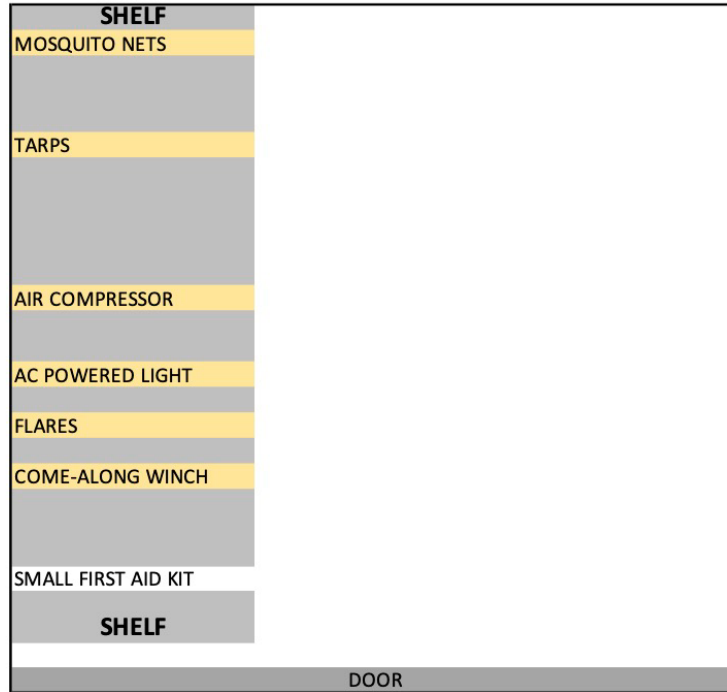 SHELF
MOSQUITO NETS
TARPS
AIR COMPRESSOR
AC POWERED LIGHT
FLARES
COME-ALONG WINCH
SMALL FIRST AID KIT
SHELF
DOOR